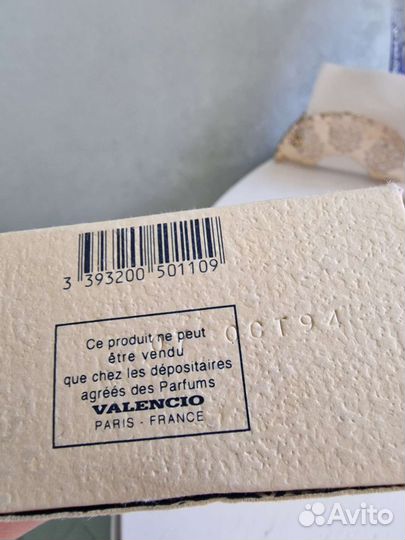 3 393200 501109
OCT94
Ce produit ne peut
être vendu
que chez les dépositaires
agréés des Parfums
VALENCIO
PARIS - FRANCE
Avito